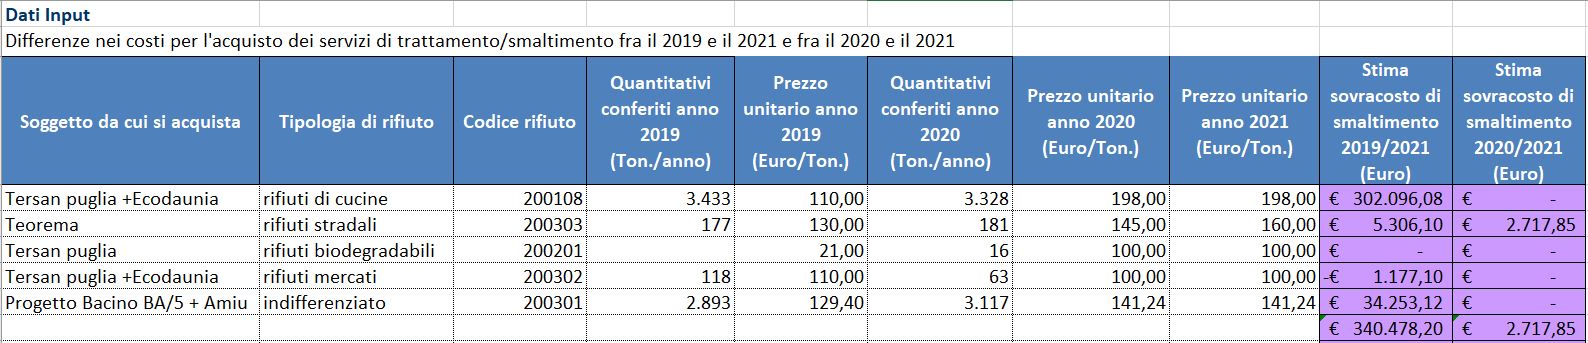 Dati Input
Differenze nei costi per l'acquisto dei servizi di trattamento/smaltimento fra il 2019 e il 2021 e fra il 2020 e il 2021
Soggetto da cui si acquista Tipologia di rifiuto Codice rifiuto Quantitativi conferiti anno 2019 (Ton./anno) Prezzo unitario anno 2019 (Euro/Ton.) Quantitativi conferiti anno 2020 (Ton./anno) Prezzo unitario anno 2020 (Euro/Ton.) Prezzo unitario anno 2021 (Euro/Ton.) Stima sovracosto di smaltimento 2019/2021 (Euro) Stima sovracosto di smaltimento 2020/2021 (Euro)
Tersan puglia +Ecodaunia rifiuti di cucine 200108 3.433 110,00 3.328 198,00 198,00 € 302.096,08 € -
Teorema rifiuti stradali 200303 177 130,00 181 145,00 160,00 € 5.306,10 € 2.717,85
Tersan puglia rifiuti biodegradabili 200201 21,00 16 100,00 100,00 € - € -
Tersan puglia +Ecodaunia rifiuti mercati 200302 118 110,00 63 100,00 100,00 -€ 1.177,10 € -
Progetto Bacino BA/5 + Amiu indifferenziato 200301 2.893 129,40 3.117 141,24 141,24 € 34.253,12 € -
€ 340.478,20 € 2.717,85